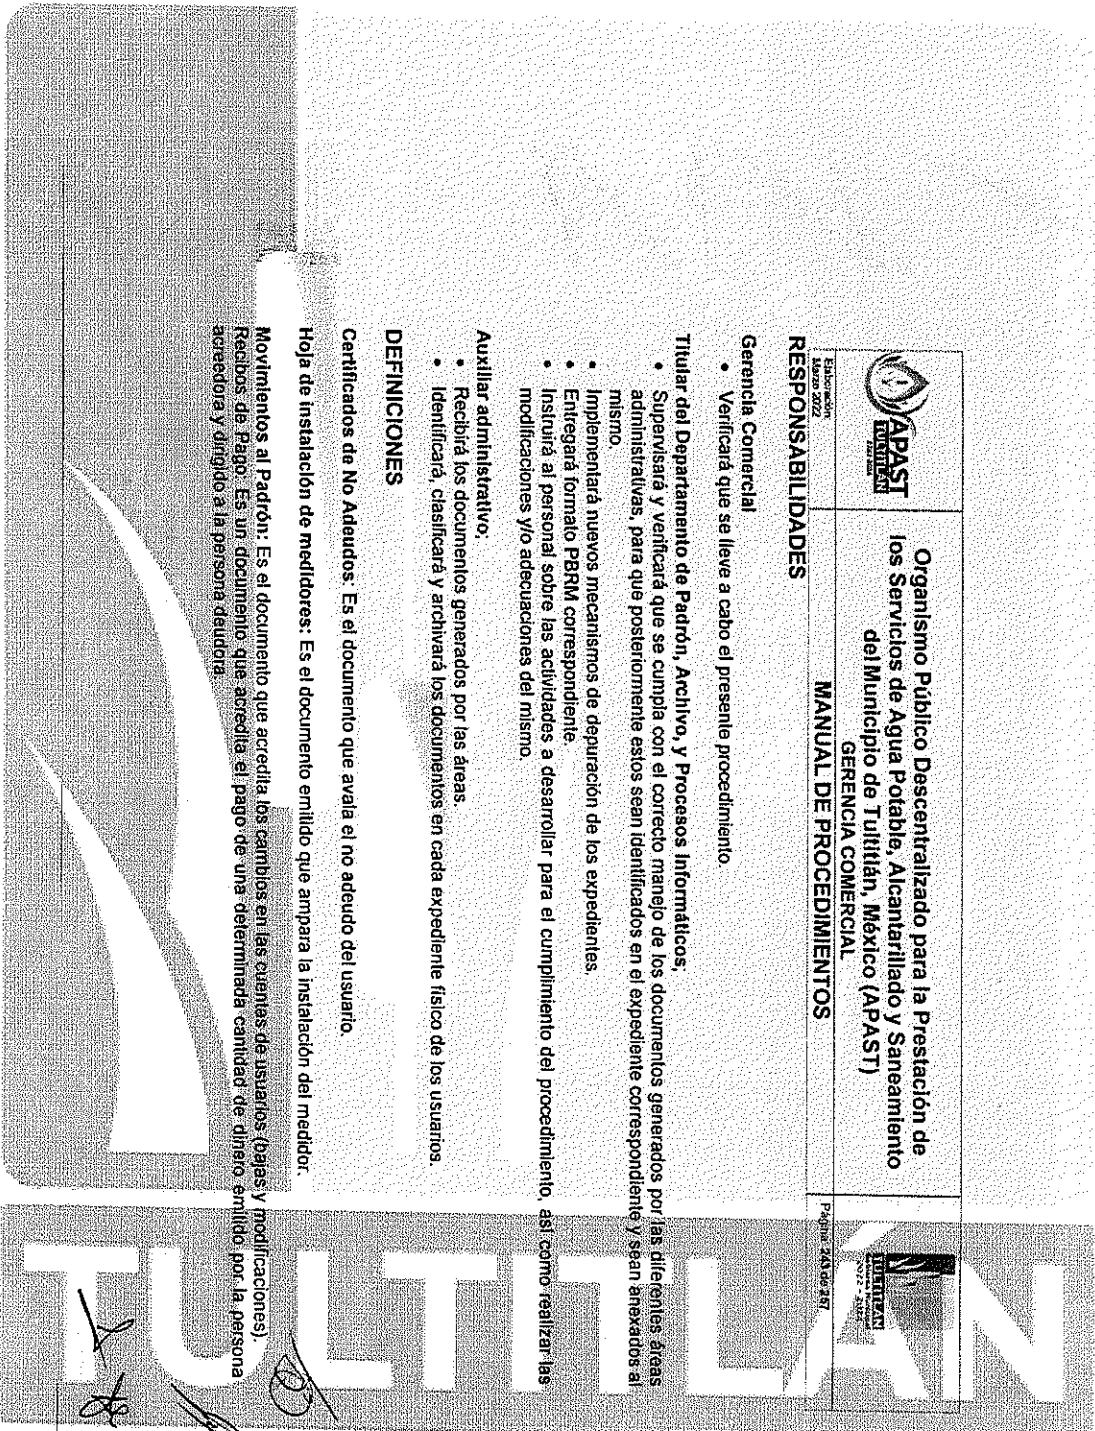 APAST
TULTITLÁN
Elaboración
Marzo 2022
Organismo Público Descentralizado para la Prestación de
los Servicios de Agua Potable, Alcantarillado y Saneamiento
del Municipio de Tultitlán, México (APAST)
GERENCIA COMERCIAL
MANUAL DE PROCEDIMIENTOS
TULTITLÁN
2022 - 2024
Página 243 de 267
RESPONSABILIDADES
Gerencia Comercial
• Verificará que se lleve a cabo el presente procedimiento.
Titular del Departamento de Padrón, Archivo, y Procesos Informáticos;
• Supervisará y verificará que se cumpla con el correcto manejo de los documentos generados por las diferentes áreas
administrativas, para que posteriormente estos sean identificados en el expediente correspondiente y sean anexados al
mismo.
• Implementará nuevos mecanismos de depuración de los expedientes.
• Entregará formato PBRM correspondiente.
• Instruirá al personal sobre las actividades a desarrollar para el cumplimiento del procedimiento, así como realizar las
modificaciones y/o adecuaciones del mismo.
Auxiliar administrativo;
• Recibirá los documentos generados por las áreas.
• Identificará, clasificará y archivará los documentos en cada expediente físico de los usuarios.
DEFINICIONES
Certificados de No Adeudos: Es el documento que avala el no adeudo del usuario.
Hoja de instalación de medidores: Es el documento emitido que ampara la instalación del medidor.
Movimientos al Padrón: Es el documento que acredita los cambios en las cuentas de usuarios (bajas y modificaciones).
Recibos de Pago: Es un documento que acredita el pago de una determinada cantidad de dinero emitido por la persona
acreedora y dirigido a la persona deudora.
TULTITLÁN